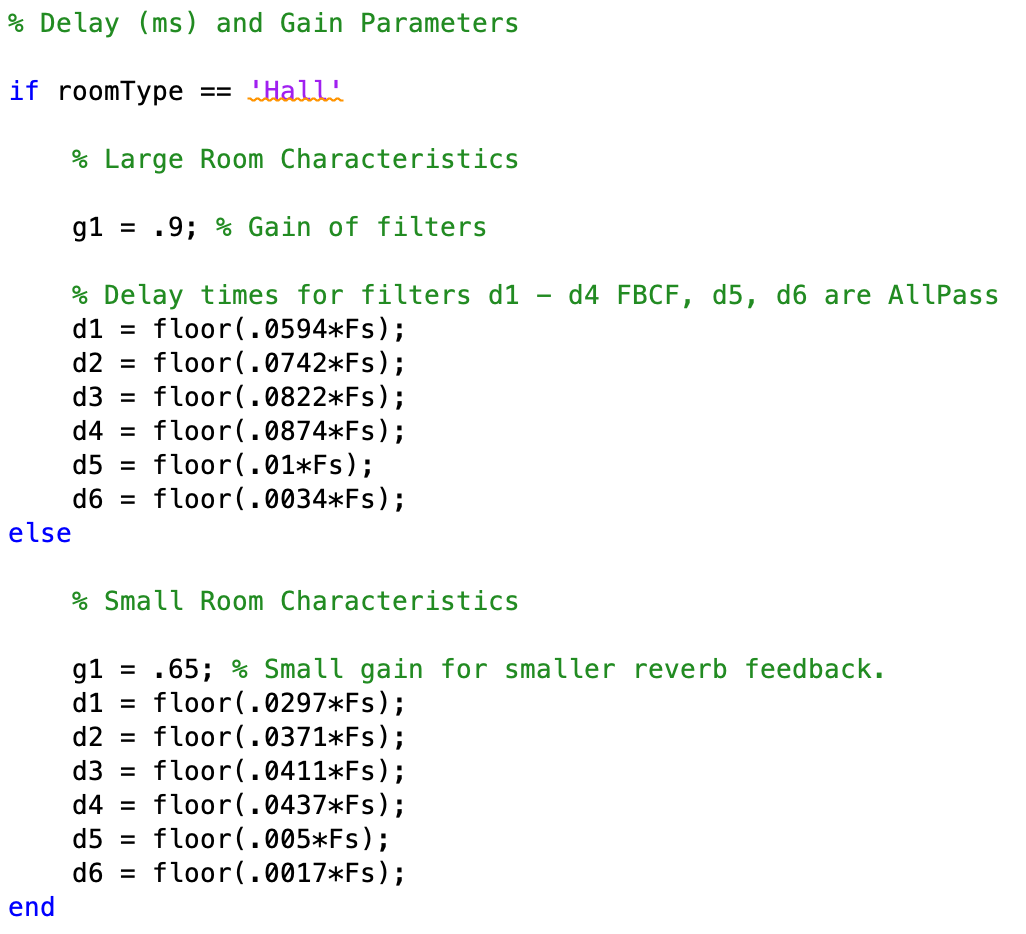 % Delay (ms) and Gain Parameters
if roomType == 'Hall'
% Large Room Characteristics
g1 = .9; % Gain of filters
% Delay times for filters d1 – d4 FBCF, d5, d6 are AllPass
d1 = floor(.0594*Fs);
d2 = floor(.0742*Fs);
d3 = floor(.0822*Fs);
d4 = floor(.0874*Fs);
d5 = floor(.01*Fs);
d6 = floor(.0034*Fs);
else
% Small Room Characteristics
g1 = .65; % Small gain for smaller reverb feedback.
d1 = floor(.0297*Fs);
d2 = floor(.0371*Fs);
d3 = floor(.0411*Fs);
d4 = floor(.0437*Fs);
d5 = floor(.005*Fs);
d6 = floor(.0017*Fs);
end